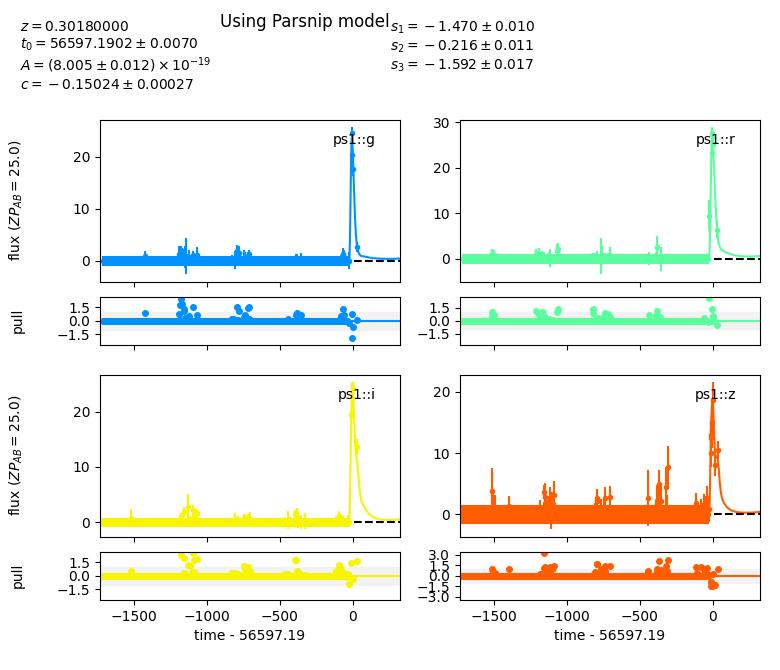 Using Parsnip model
z = 0.30180000
t₀ = 56597.1902 ± 0.0070
A = (8.005 ± 0.012) × 10⁻¹⁹
c = −0.15024 ± 0.00027
s₁ = −1.470 ± 0.010
s₂ = −0.216 ± 0.011
s₃ = −1.592 ± 0.017
flux (ZP_AB = 25.0)
20
10
0
ps1::g
30
20
10
0
ps1::r
pull
1.5
0.0
−1.5
1.5
0.0
−1.5
flux (ZP_AB = 25.0)
20
10
0
ps1::i
20
10
0
ps1::z
pull
1.5
0.0
−1.5
3.0
1.5
0.0
−1.5
−3.0
−1500 −1000 −500 0
−1500 −1000 −500 0
time - 56597.19
time - 56597.19